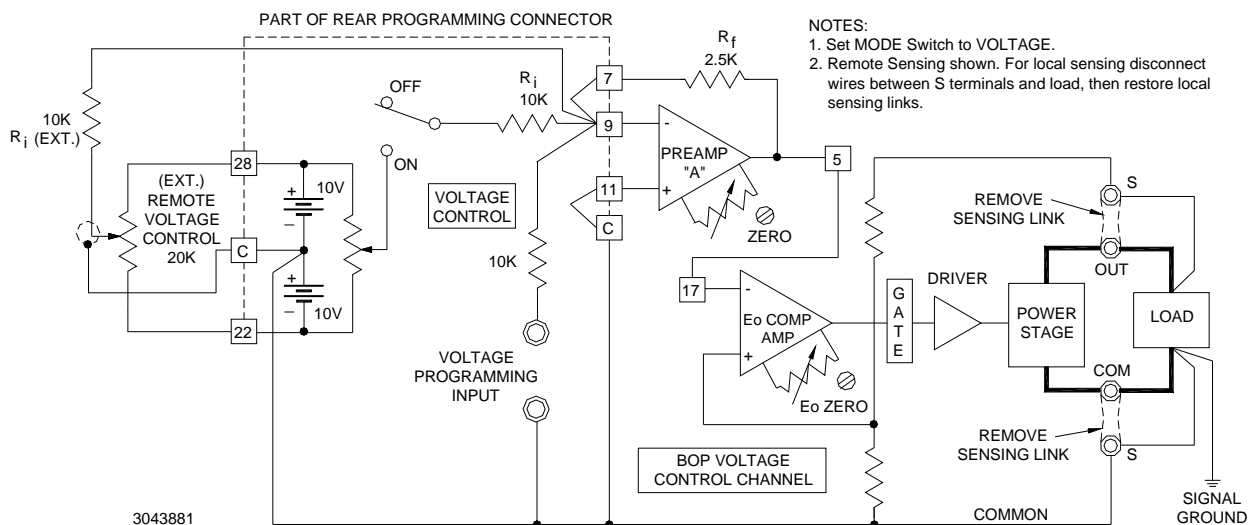 PART OF REAR PROGRAMMING CONNECTOR
NOTES:
1. Set MODE Switch to VOLTAGE.
2. Remote Sensing shown. For local sensing disconnect
wires between S terminals and load, then restore local
sensing links.
Rf
2.5K
7
OFF
Ri
10K
10K
Ri (EXT.)
9
-
PREAMP
"A"
+
5
28
ON
(EXT.)
REMOTE
VOLTAGE
CONTROL
20K
+
10V
–
VOLTAGE
CONTROL
11
C
ZERO
S
REMOVE
SENSING LINK
C
10K
+
10V
–
17
-
Eo COMP
AMP
+
Eo ZERO
GATE
DRIVER
OUT
POWER
STAGE
LOAD
22
VOLTAGE
PROGRAMMING
INPUT
COM
REMOVE
SENSING LINK
S
BOP VOLTAGE
CONTROL CHANNEL
COMMON
SIGNAL
GROUND
3043881